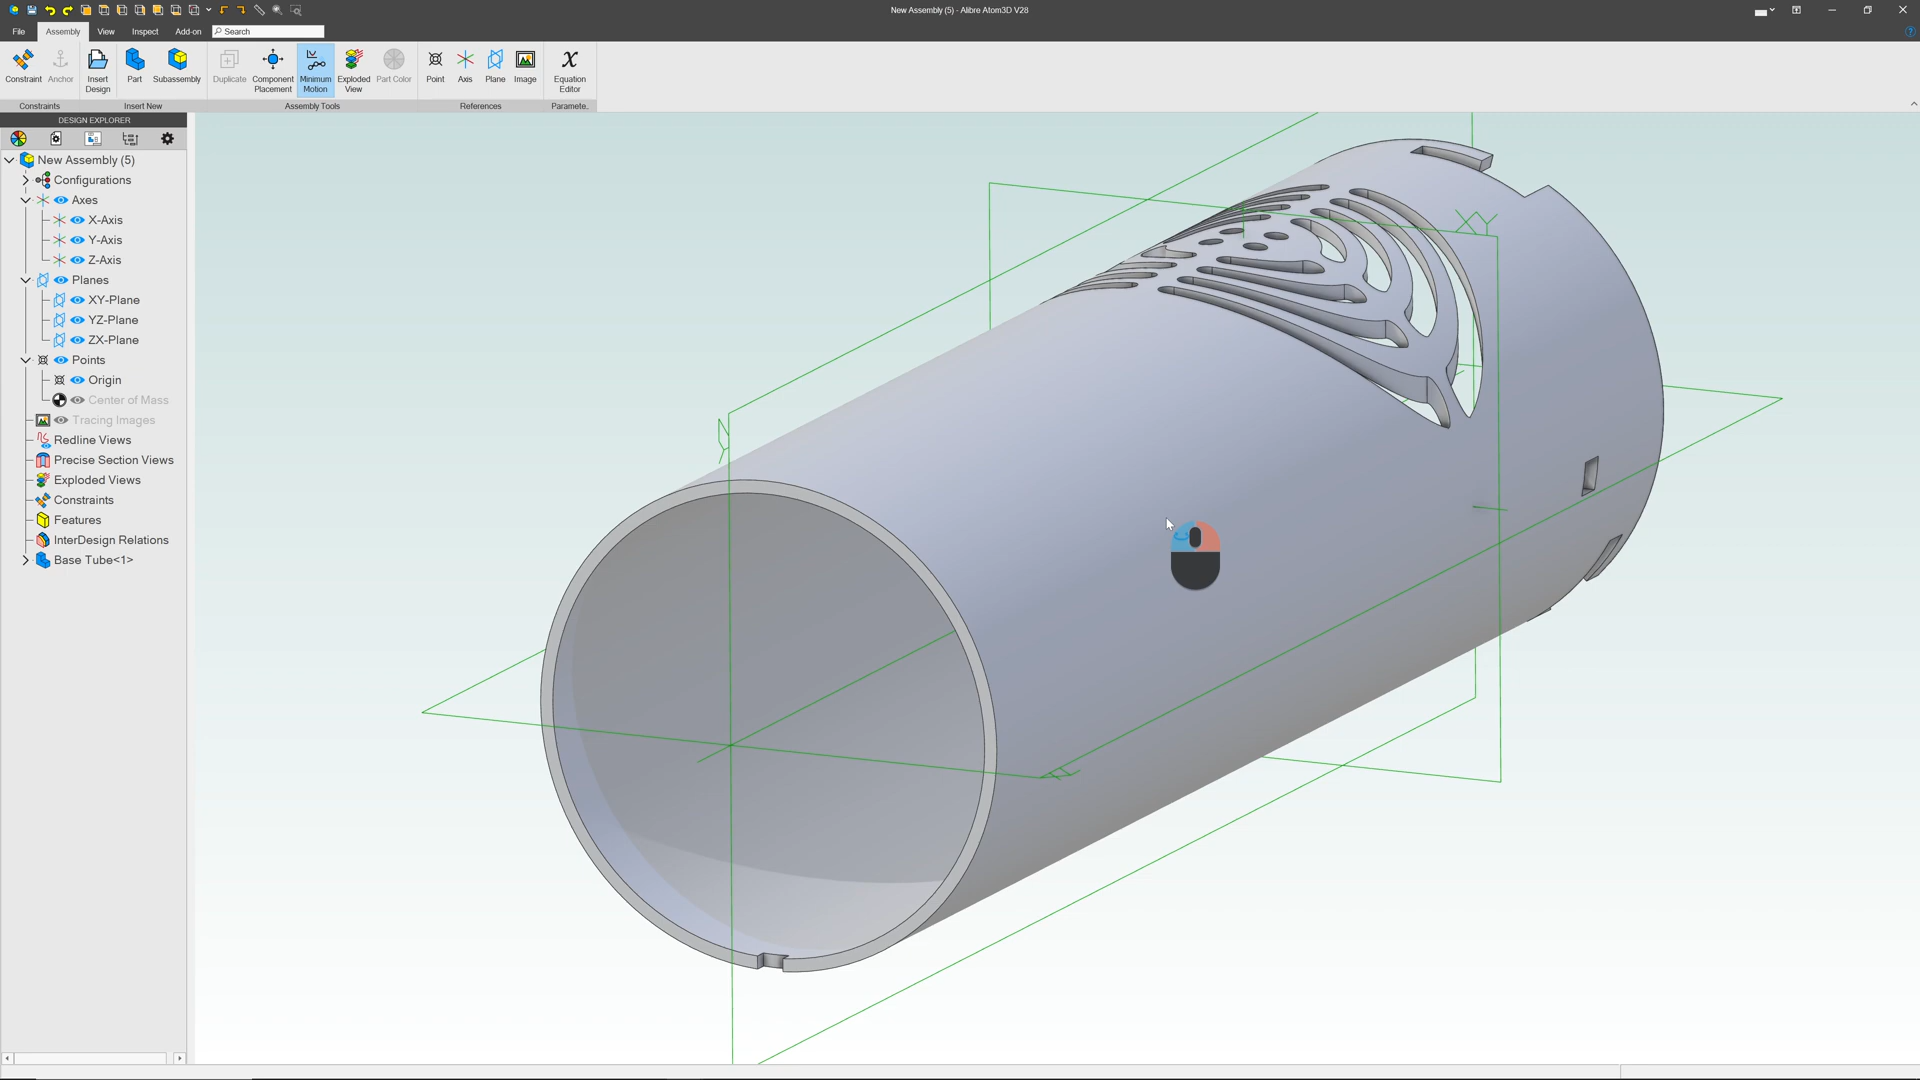 New Assembly (5) - Alibre Atom3D V28
File Assembly View Inspect Add-on Search
Constraint Anchor Insert Design Part Subassembly Duplicate Component Placement Minimum Motion Exploded View Part Color Point Axis Plane Image Equation Editor
Constraints Insert New Assembly Tools References Paramete..
DESIGN EXPLORER
New Assembly (5)
Configurations
Axes
X-Axis
Y-Axis
Z-Axis
Planes
XY-Plane
YZ-Plane
ZX-Plane
Points
Origin
Center of Mass
Tracing Images
Redline Views
Precise Section Views
Exploded Views
Constraints
Features
InterDesign Relations
Base Tube<1>
XY